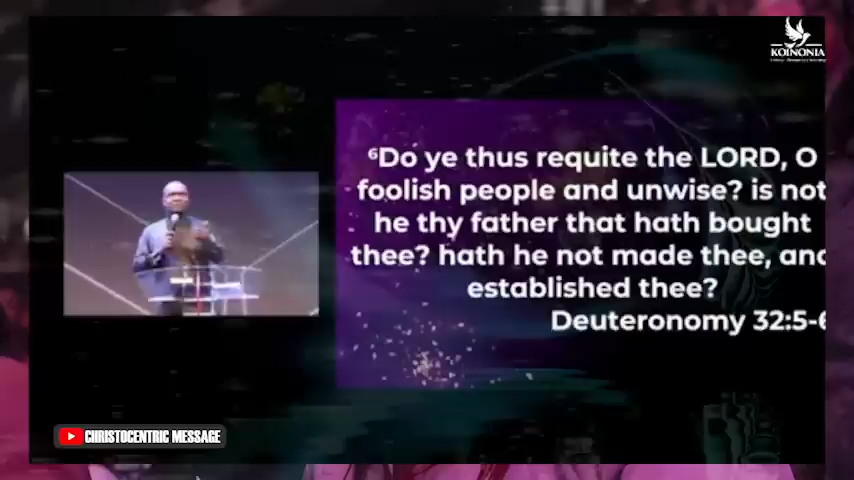 KOINONIA
⁶Do ye thus requite the LORD, O
foolish people and unwise? is not
he thy father that hath bought
thee? hath he not made thee, and
established thee?
Deuteronomy 32:5-6
CHRISTOCENTRIC MESSAGE